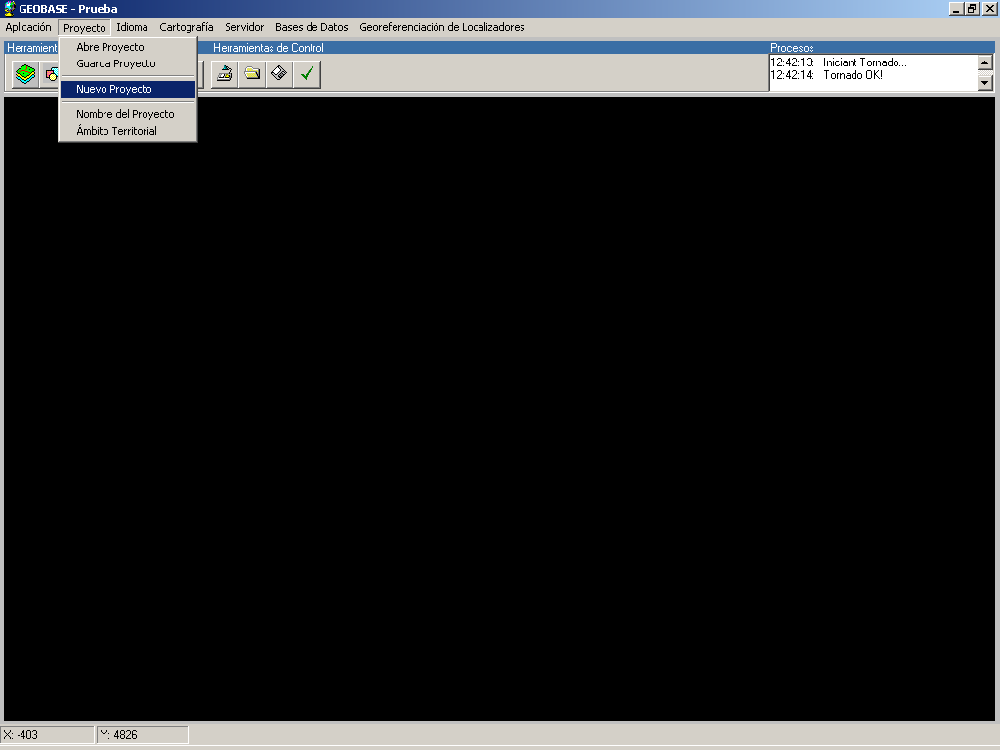 GEOBASE - Prueba
Aplicación Proyecto Idioma Cartografía Servidor Bases de Datos Georeferenciación de Localizadores
Herramient Herramientas de Control Procesos
Abre Proyecto
Guarda Proyecto
Nuevo Proyecto
Nombre del Proyecto
Ámbito Territorial
12:42:13: Iniciant Tornado...
12:42:14: Tornado OK!
X: -403 Y: 4826